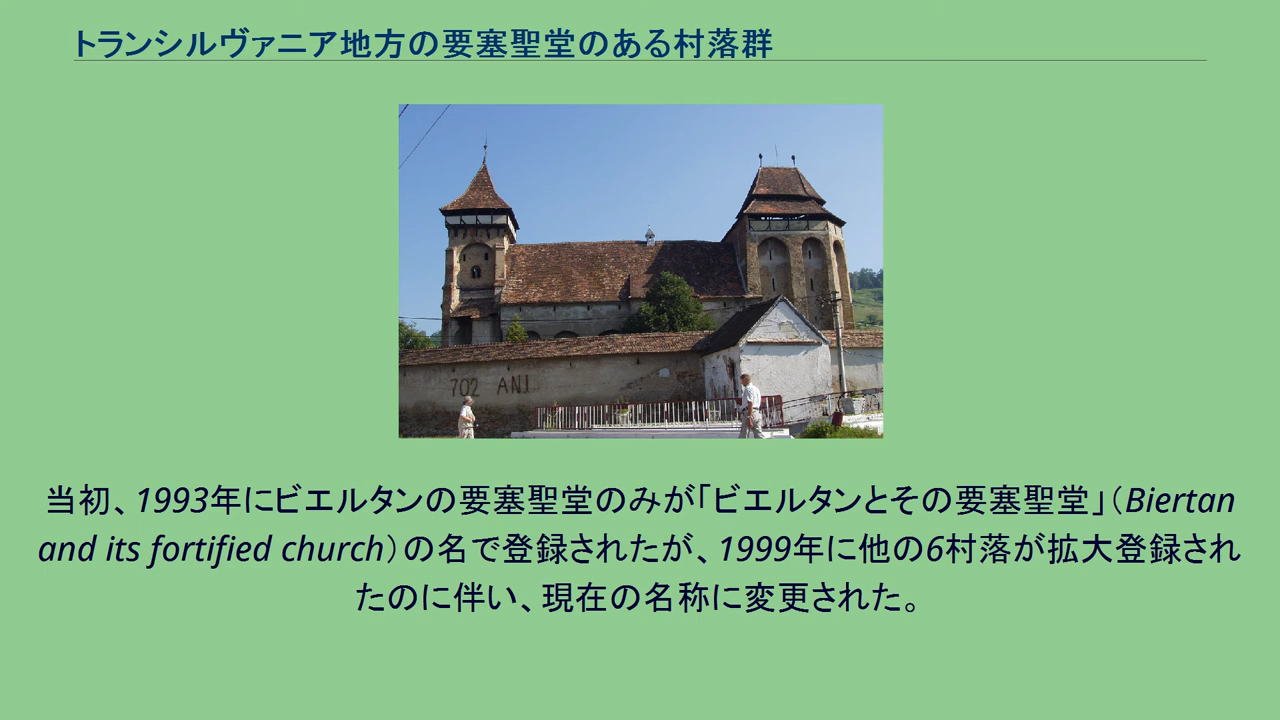 トランシルヴァニア地方の要塞聖堂のある村落群
702 ANI
当初、1993年にビエルタンの要塞聖堂のみが「ビエルタンとその要塞聖堂」（Biertan
and its fortified church）の名で登録されたが、1999年に他の6村落が拡大登録され
たのに伴い、現在の名称に変更された。